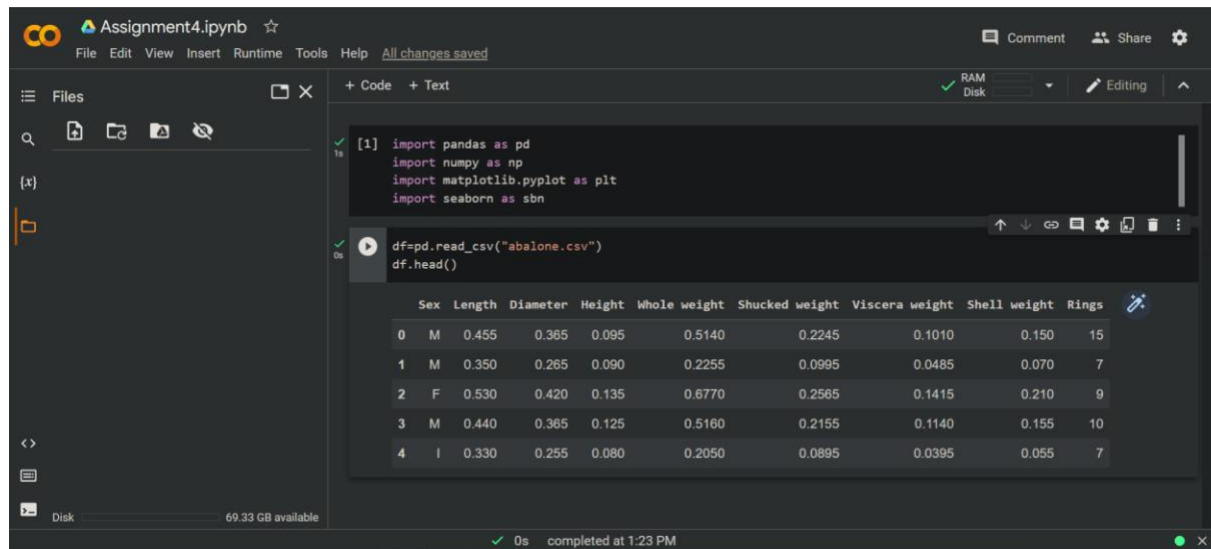 Assignment4.ipynb
File Edit View Insert Runtime Tools Help All changes saved
Comment Share
Files
+ Code + Text
RAM
Disk
Editing
[1] import pandas as pd
import numpy as np
import matplotlib.pyplot as plt
import seaborn as sbn
1s
{x}
df=pd.read_csv("abalone.csv")
df.head()
0s
Sex Length Diameter Height Whole weight Shucked weight Viscera weight Shell weight Rings
0 M 0.455 0.365 0.095 0.5140 0.2245 0.1010 0.150 15
1 M 0.350 0.265 0.090 0.2255 0.0995 0.0485 0.070 7
2 F 0.530 0.420 0.135 0.6770 0.2565 0.1415 0.210 9
3 M 0.440 0.365 0.125 0.5160 0.2155 0.1140 0.155 10
4 I 0.330 0.255 0.080 0.2050 0.0895 0.0395 0.055 7
Disk 69.33 GB available
0s completed at 1:23 PM